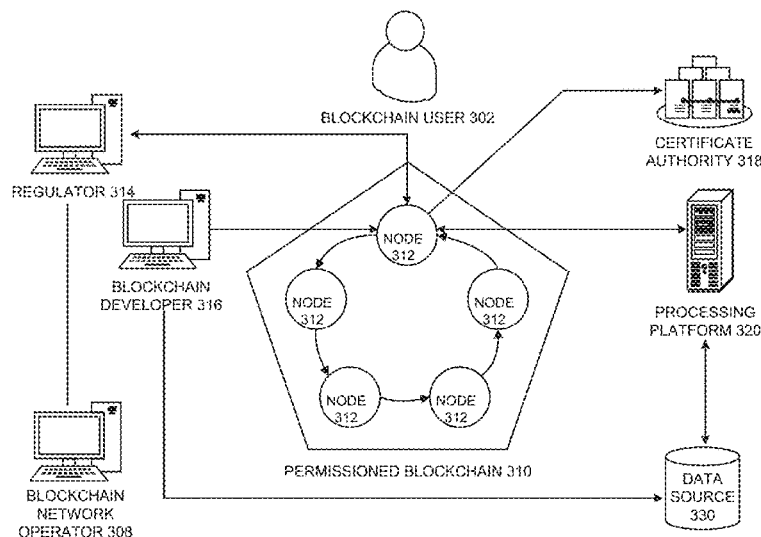 BLOCKCHAIN USER 302
CERTIFICATE
AUTHORITY 318
REGULATOR 314
NODE
312
BLOCKCHAIN
DEVELOPER 316
NODE
312
NODE
312
PROCESSING
PLATFORM 320
NODE
312
NODE
312
PERMISSIONED BLOCKCHAIN 310
BLOCKCHAIN
NETWORK
OPERATOR 308
DATA
SOURCE
330